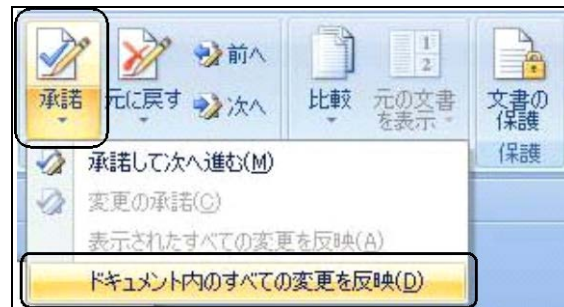 承諾
元に戻す
前へ
次へ
比較
1
2
元の文書
を表示
文書の
保護
保護
承諾して次へ進む(M)
変更の承諾(C)
表示されたすべての変更を反映(A)
ドキュメント内のすべての変更を反映(D)